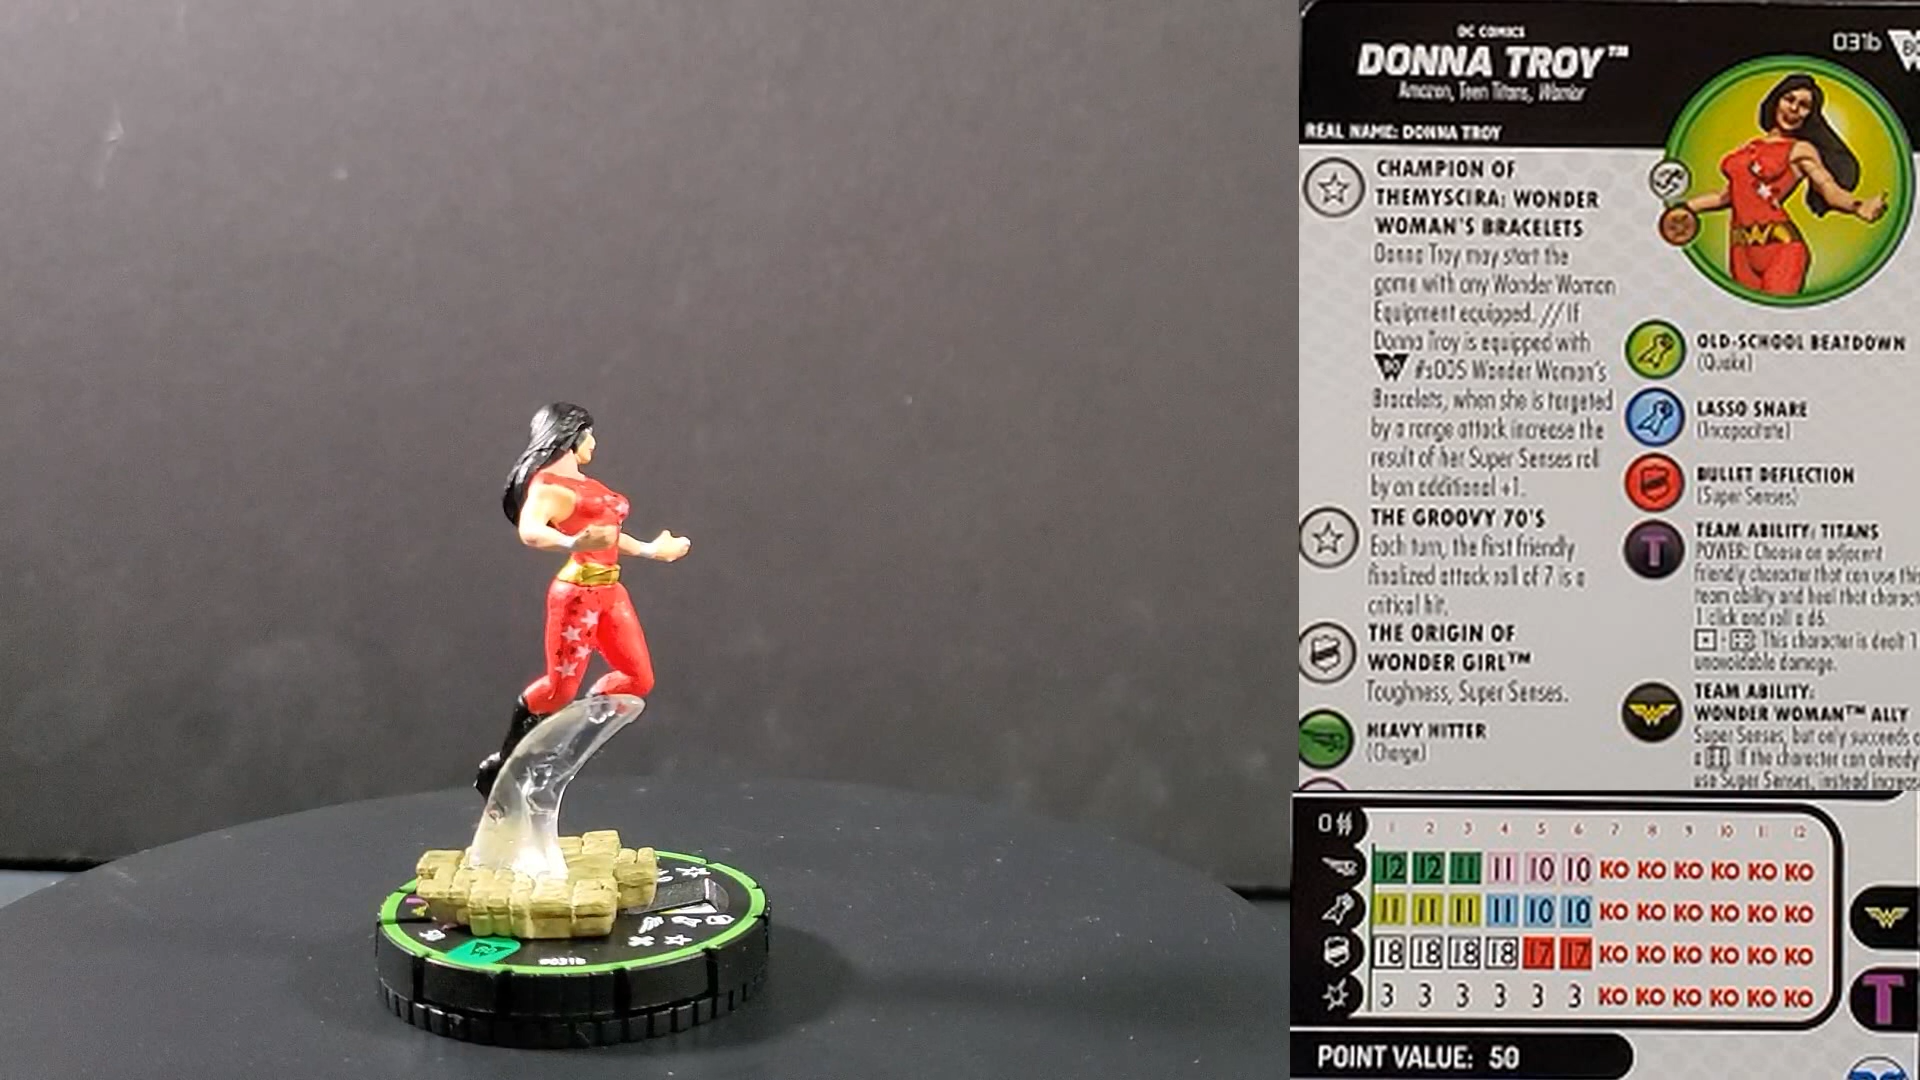 DC COMICS
DONNA TROY™
Amazon, Teen Titans, Warrior
031b
REAL NAME: DONNA TROY
CHAMPION OF
THEMYSCIRA: WONDER
WOMAN'S BRACELETS
Donna Troy may start the
game with any Wonder Woman
Equipment equipped. // If
Donna Troy is equipped with
#s005 Wonder Woman's
Bracelets, when she is targeted
by a range attack increase the
result of her Super Senses roll
by an additional +1.
THE GROOVY 70'S
Each turn, the first friendly
finalized attack roll of 7 is a
critical hit.
THE ORIGIN OF
WONDER GIRL™
Toughness, Super Senses.
HEAVY HITTER
(Charge)
OLD-SCHOOL BEATDOWN
(Quake)
LASSO SNARE
(Incapacitate)
BULLET DEFLECTION
(Super Senses)
T
TEAM ABILITY: TITANS
POWER: Choose an adjacent
friendly character that can use this
team ability and heal that charact
1 click and roll a d6.
This character is dealt 1
unavoidable damage.
TEAM ABILITY:
WONDER WOMAN™ ALLY
Super Senses, but only succeeds o
a. If the character can already
use Super Senses, instead increas
0 1 2 3 4 5 6 7 8 9 10 11 12
12 12 11 11 10 10 KO KO KO KO KO KO
11 11 11 11 10 10 KO KO KO KO KO KO
18 18 18 18 17 17 KO KO KO KO KO KO
3 3 3 3 3 3 KO KO KO KO KO KO
T
POINT VALUE: 50
#031b